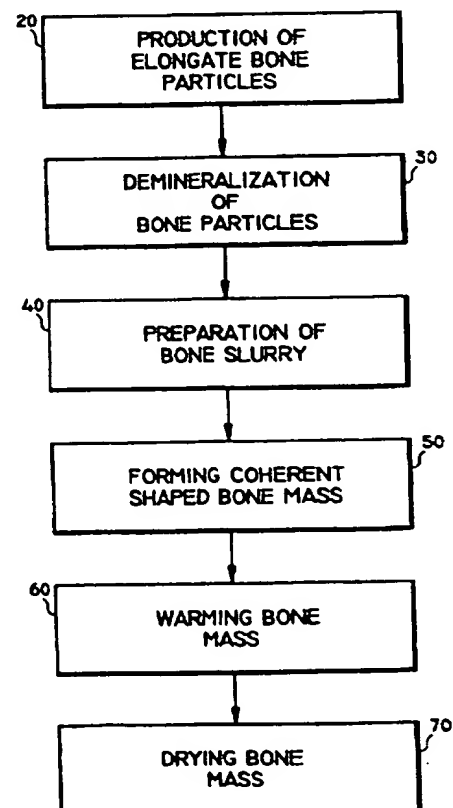 20
PRODUCTION OF
ELONGATE BONE
PARTICLES
30
DEMINERALIZATION
OF
BONE PARTICLES
40
PREPARATION OF
BONE SLURRY
50
FORMING COHERENT
SHAPED BONE MASS
60
WARMING BONE
MASS
70
DRYING BONE
MASS